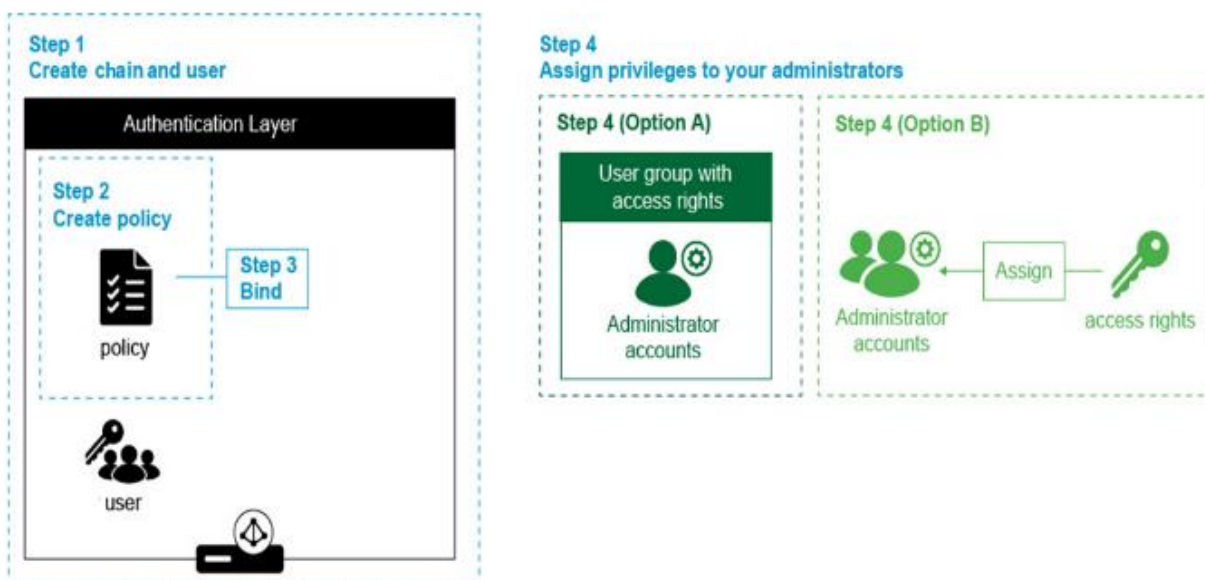 Step 1
Create chain and user
Authentication Layer
Step 2
Create policy
Step 3
Bind
policy
user
Step 4
Assign privileges to your administrators
Step 4 (Option A)
User group with
access rights
Administrator
accounts
Step 4 (Option B)
Assign
Administrator
accounts
access rights